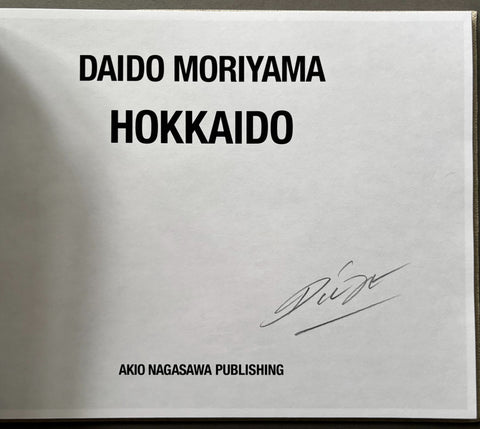 DAIDO MORIYAMA
HOKKAIDO
AKIO NAGASAWA PUBLISHING